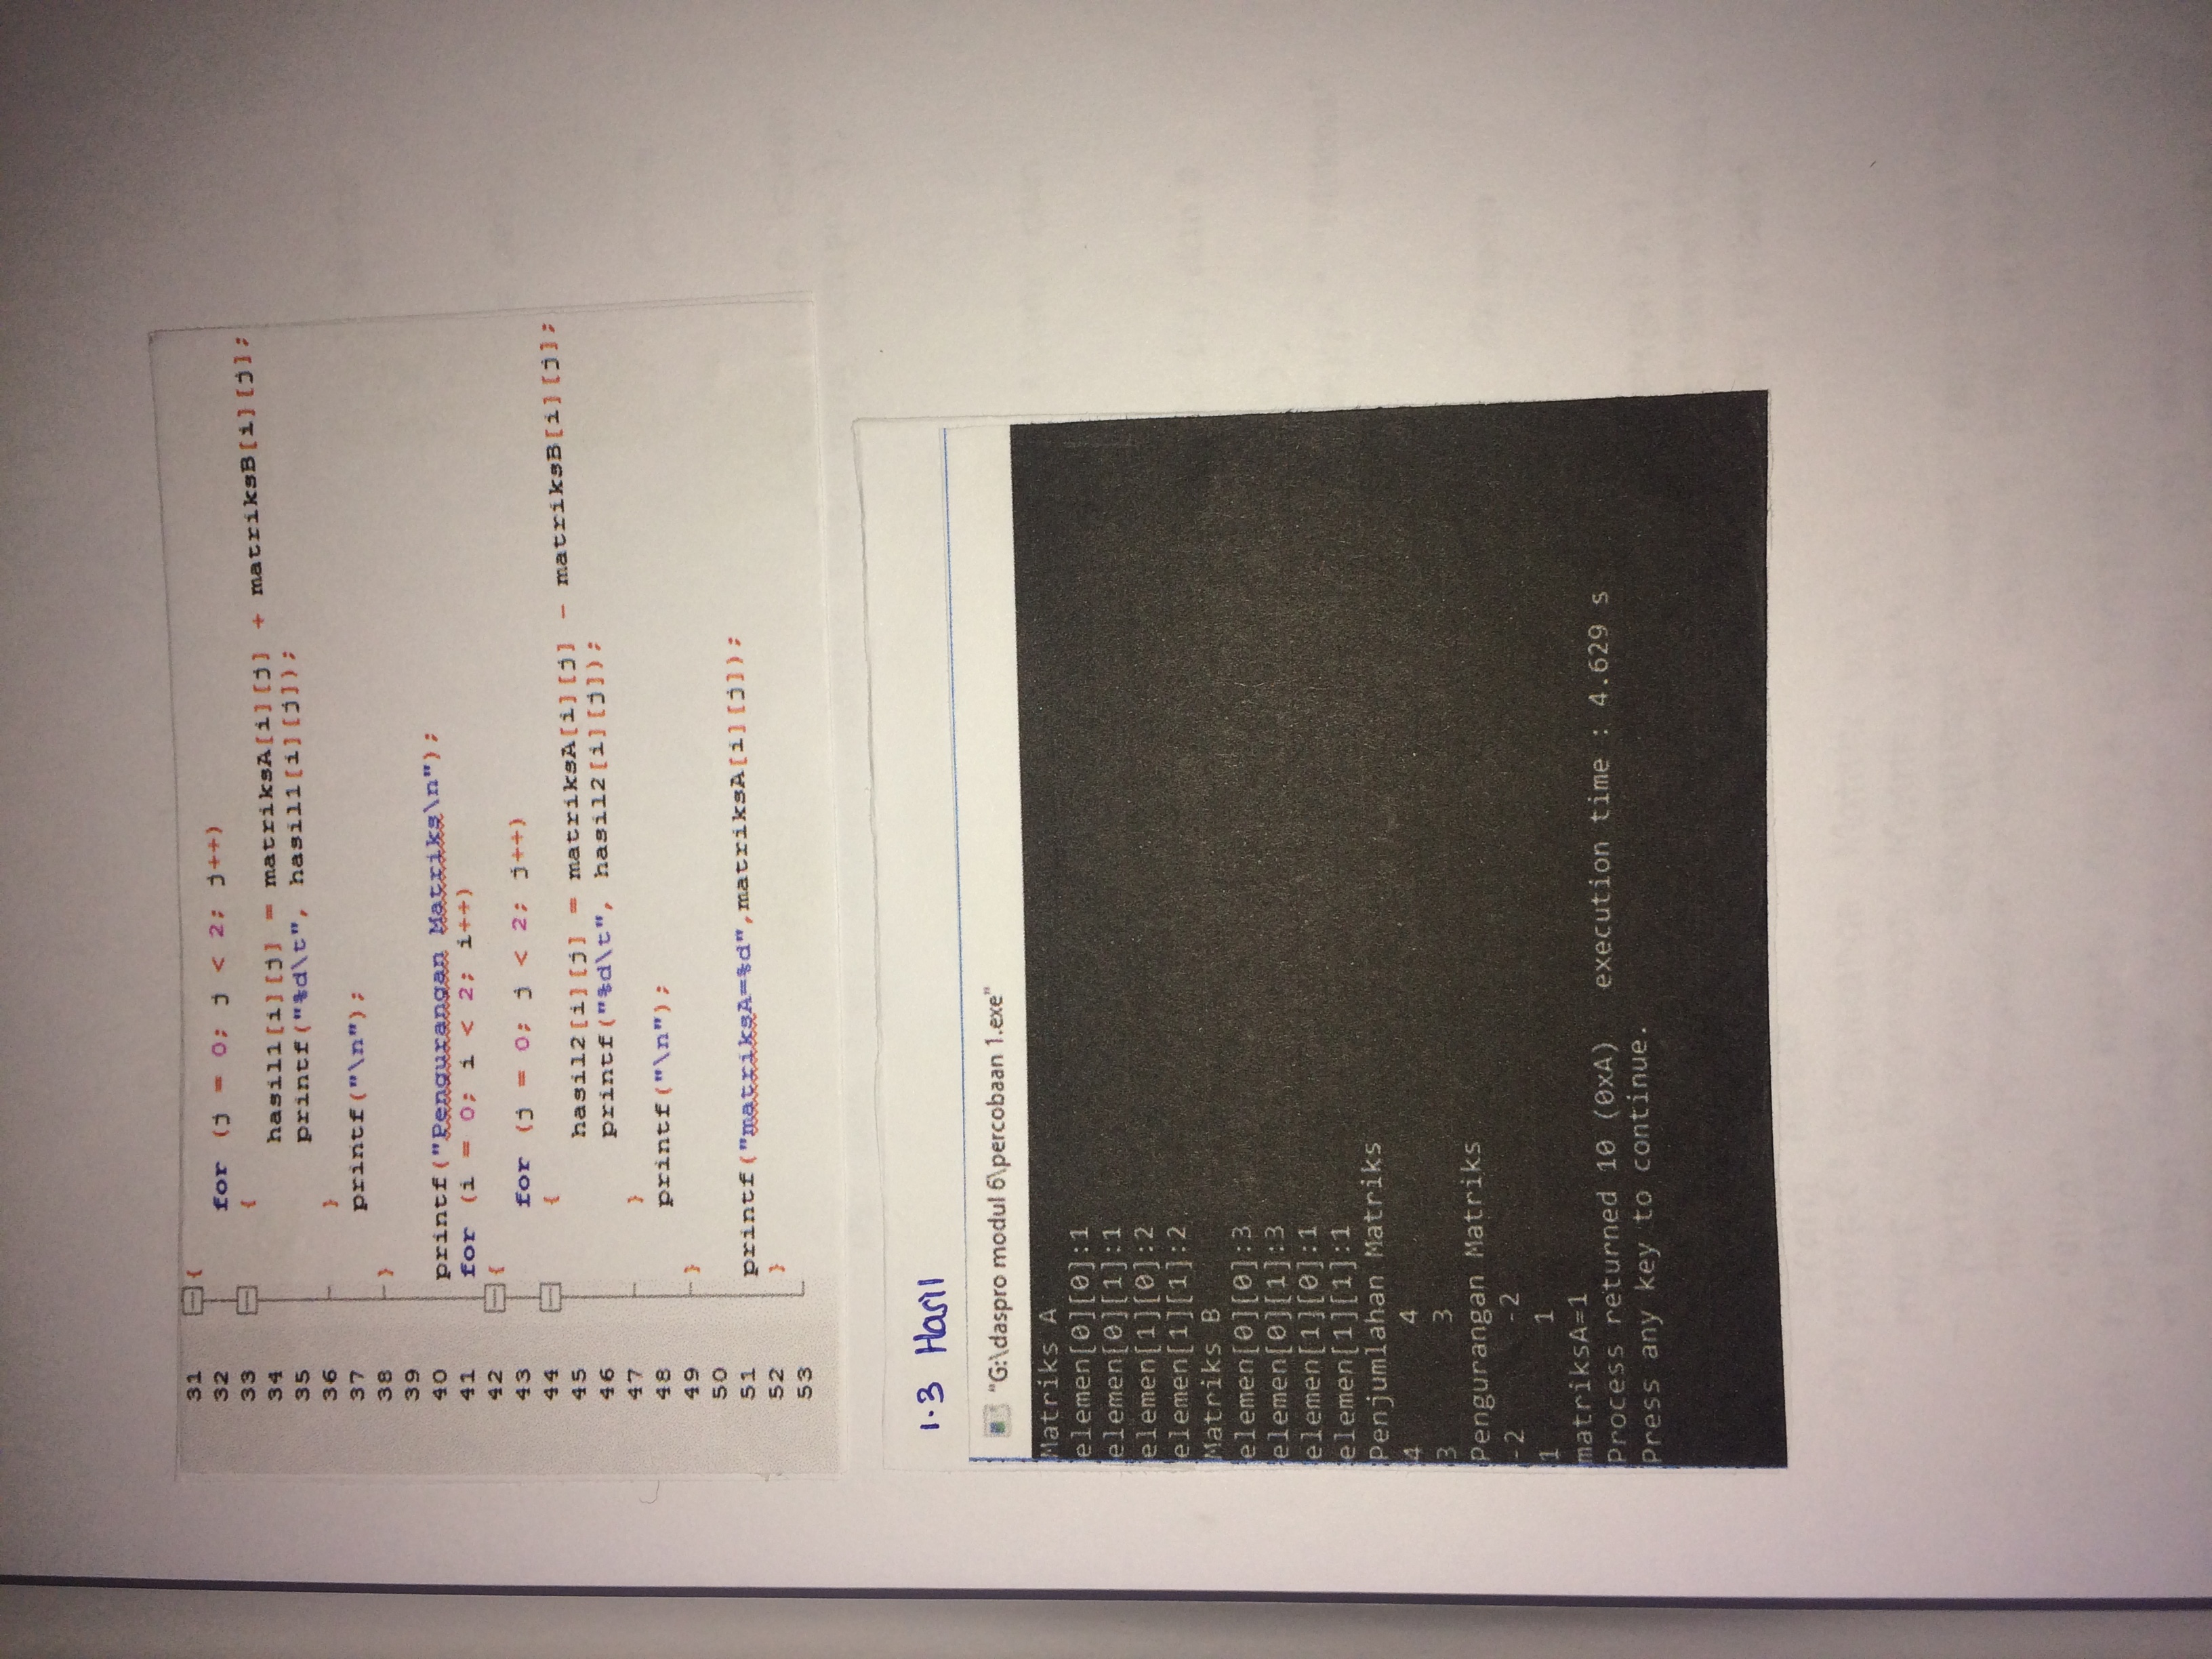 31 {
32 for (j = 0; j < 2; j++)
33 {
34 hasil1[i][j] = matriksA[i][j] + matriksB[i][j];
35 printf("%d\t", hasil1[i][j]);
36 }
37 printf("\n");
38 }
39
40 printf("Pengurangan Matriks\n");
41 for (i = 0; i < 2; i++)
42 {
43 for (j = 0; j < 2; j++)
44 {
45 hasil2[i][j] = matriksA[i][j] - matriksB[i][j];
46 printf("%d\t", hasil2[i][j]);
47 }
48 printf("\n");
49 }
50
51 printf("matriksA=%d",matriksA[i][j]);
52 }
53
1.3 Hasil
"G:\daspro modul 6\percobaan 1.exe"
Matriks A
elemen[0][0]:1
elemen[0][1]:1
elemen[1][0]:2
elemen[1][1]:2
Matriks B
elemen[0][0]:3
elemen[0][1]:3
elemen[1][0]:1
elemen[1][1]:1
Penjumlahan Matriks
4 4
3 3
Pengurangan Matriks
-2 -2
1 1
matriksA=1
Process returned 10 (0xA) execution time : 4.629 s
Press any key to continue.